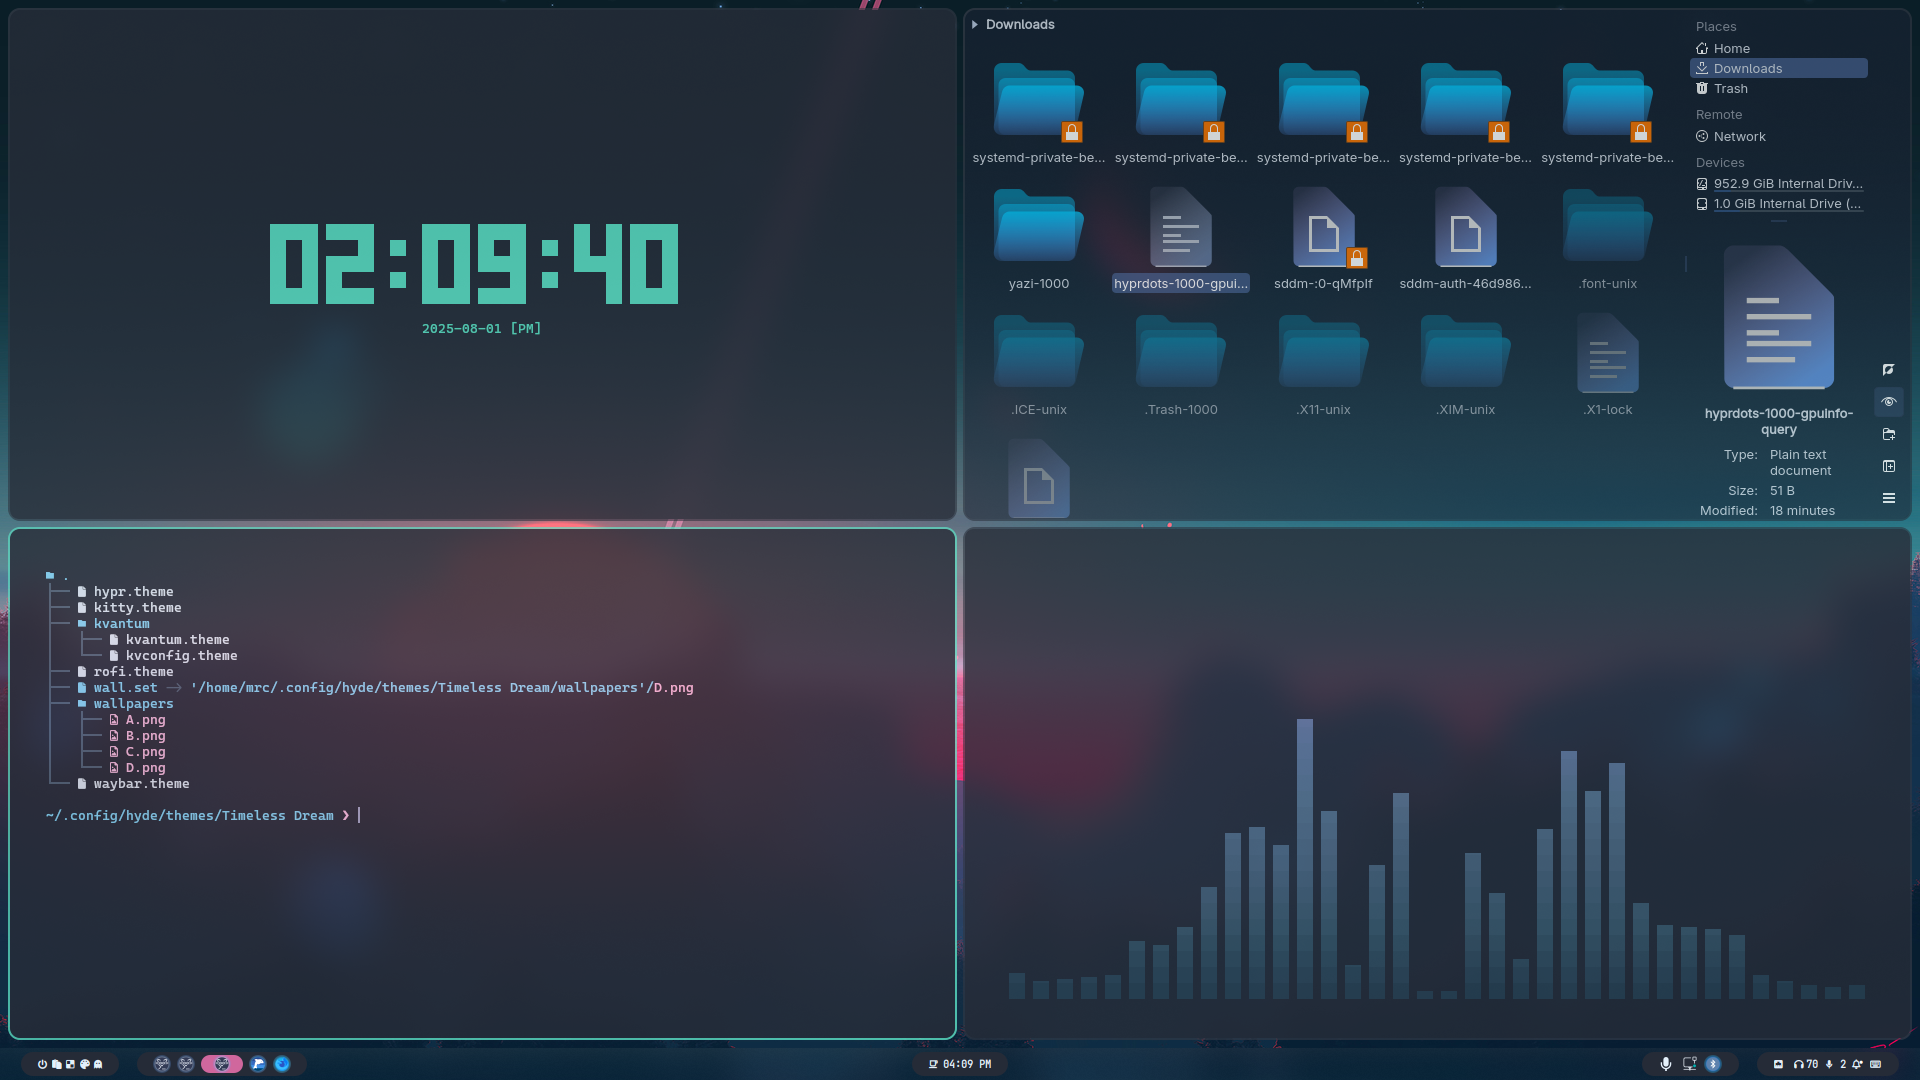 02:09:40
2025-08-01 [PM]
Downloads
systemd-private-be... systemd-private-be... systemd-private-be... systemd-private-be... systemd-private-be...
yazi-1000 hyprdots-1000-gpui... sddm-:0-qMfpIf sddm-auth-46d986... .font-unix
.ICE-unix .Trash-1000 .X11-unix .XIM-unix .X1-lock
Places
Home
Downloads
Trash
Remote
Network
Devices
952.9 GiB Internal Driv...
1.0 GiB Internal Drive (...
hyprdots-1000-gpuinfo-
query
Type: Plain text
document
Size: 51 B
Modified: 18 minutes
.
hypr.theme
kitty.theme
kvantum
kvantum.theme
kvconfig.theme
rofi.theme
wall.set → '/home/mrc/.config/hyde/themes/Timeless Dream/wallpapers'/D.png
wallpapers
A.png
B.png
C.png
D.png
waybar.theme
~/.config/hyde/themes/Timeless Dream ❯
04:09 PM
70 2